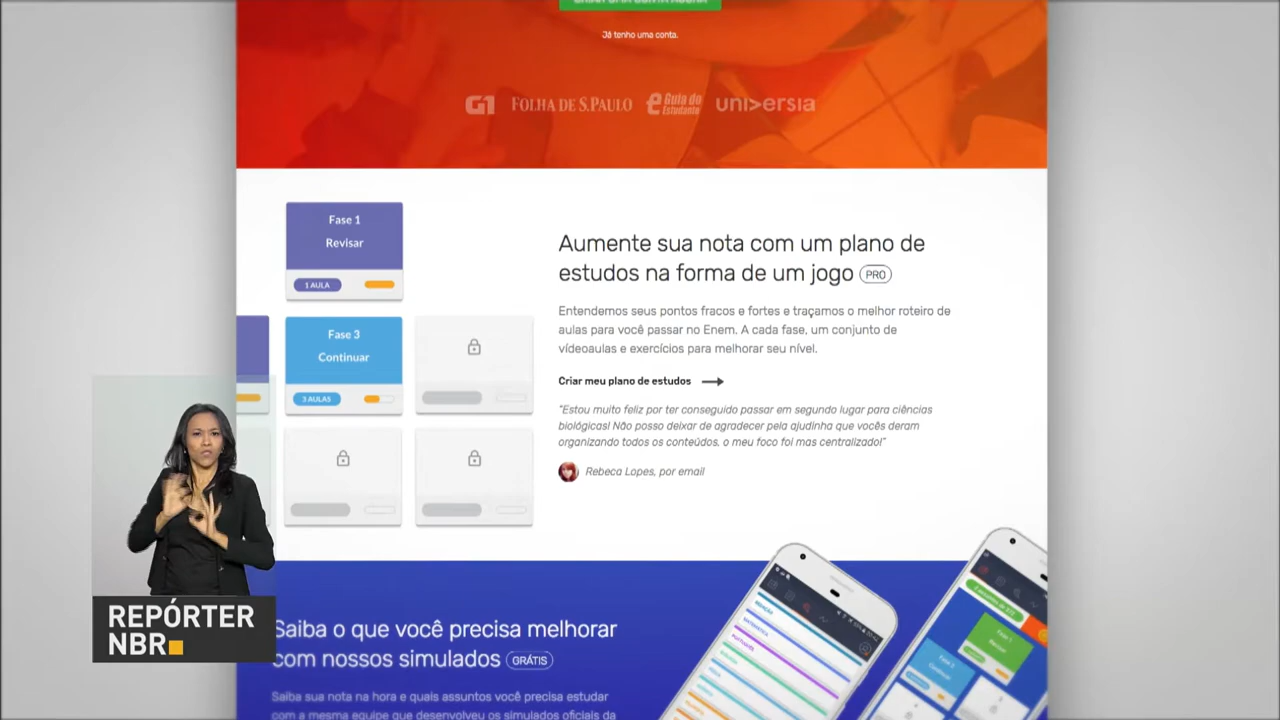 Já tenho uma conta.
G1 FOLHA DE S.PAULO Guia do Estudante uni>ersia
Fase 1
Revisar
1 AULA
Aumente sua nota com um plano de
estudos na forma de um jogo PRO
Entendemos seus pontos fracos e fortes e traçamos o melhor roteiro de
aulas para você passar no Enem. A cada fase, um conjunto de
vídeoaulas e exercícios para melhorar seu nível.
Fase 3
Continuar
3 AULAS
Criar meu plano de estudos
"Estou muito feliz por ter conseguido passar em segundo lugar para ciências
biológicas! Não posso deixar de agradecer pela ajudinha que vocês deram
organizando todos os conteúdos, o meu foco foi mas centralizado!"
Rebeca Lopes, por email
REPÓRTER
NBR
Saiba o que você precisa melhorar
com nossos simulados GRÁTIS
Saiba sua nota na hora e quais assuntos você precisa estudar
com a mesma equipe que desenvolveu os simulados oficiais da